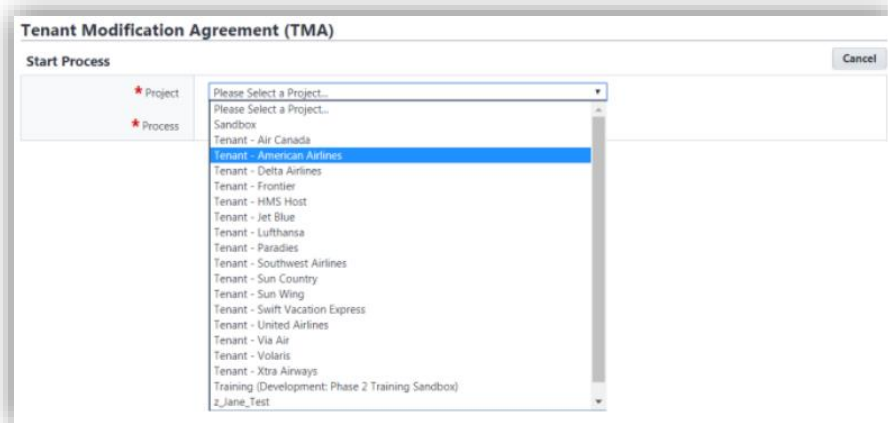 Tenant Modification Agreement (TMA)
Start Process
Cancel
* Project
Please Select a Project...
Please Select a Project...
* Process
Sandbox
Tenant - Air Canada
Tenant - American Airlines
Tenant - Delta Airlines
Tenant - Frontier
Tenant - HMS Host
Tenant - Jet Blue
Tenant - Lufthansa
Tenant - Paradies
Tenant - Southwest Airlines
Tenant - Sun Country
Tenant - Sun Wing
Tenant - Swift Vacation Express
Tenant - United Airlines
Tenant - Via Air
Tenant - Volaris
Tenant - Xtra Airways
Training (Development: Phase 2 Training Sandbox)
z_Jane_Test